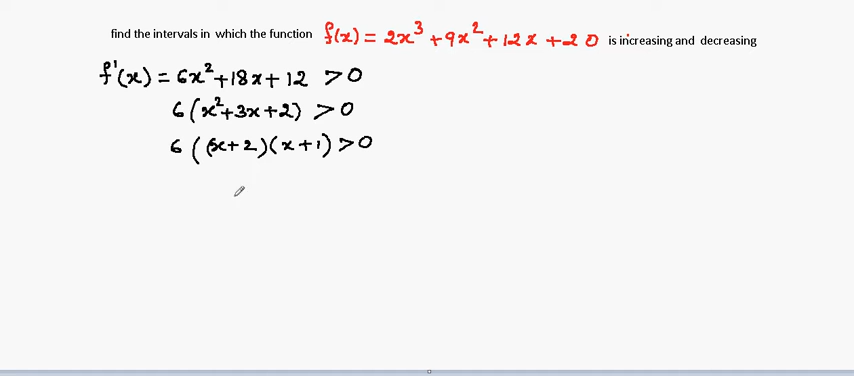 find the intervals in which the function f(x) = 2x³ + 9x² + 12x + 20 is increasing and decreasing
f'(x) = 6x² + 18x + 12 > 0
6 (x² + 3x + 2) > 0
6 ((x + 2)(x + 1) > 0